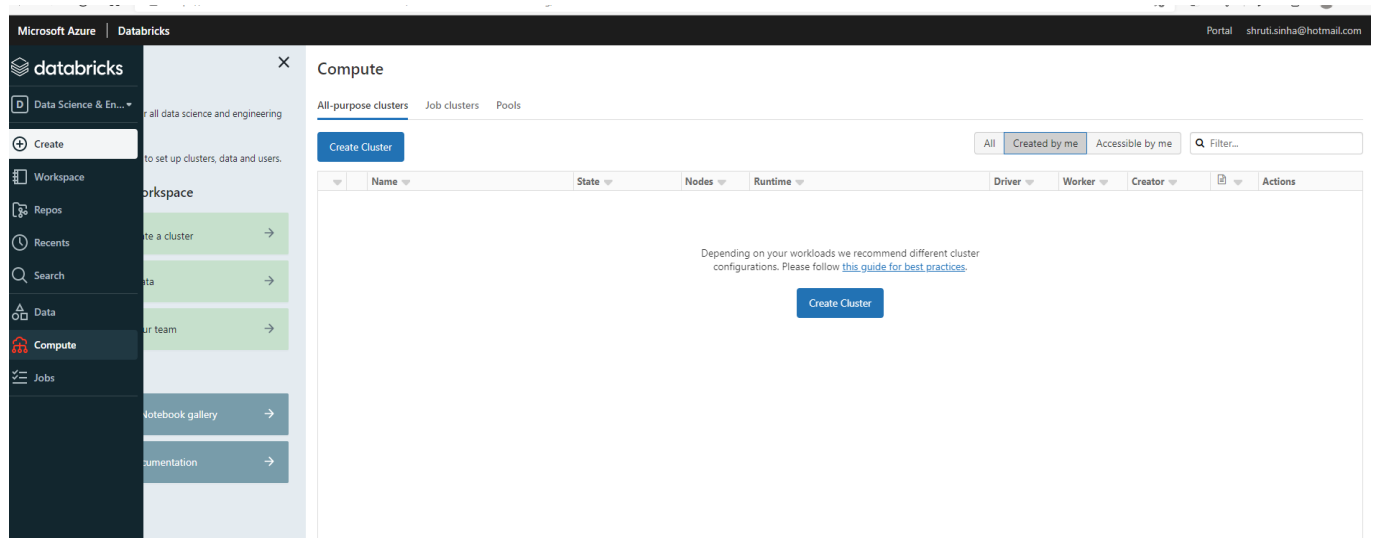 Microsoft Azure | Databricks
Portal shruti.sinha@hotmail.com
databricks
D Data Science & En...
Create
Workspace
Repos
Recents
Search
Data
Compute
Jobs
r all data science and engineering
to set up clusters, data and users.
orkspace
ate a cluster
ata
ur team
Notebook gallery
cumentation
Compute
All-purpose clusters Job clusters Pools
Create Cluster
All Created by me Accessible by me Filter...
Name State Nodes Runtime Driver Worker Creator Actions
Depending on your workloads we recommend different cluster
configurations. Please follow this guide for best practices.
Create Cluster